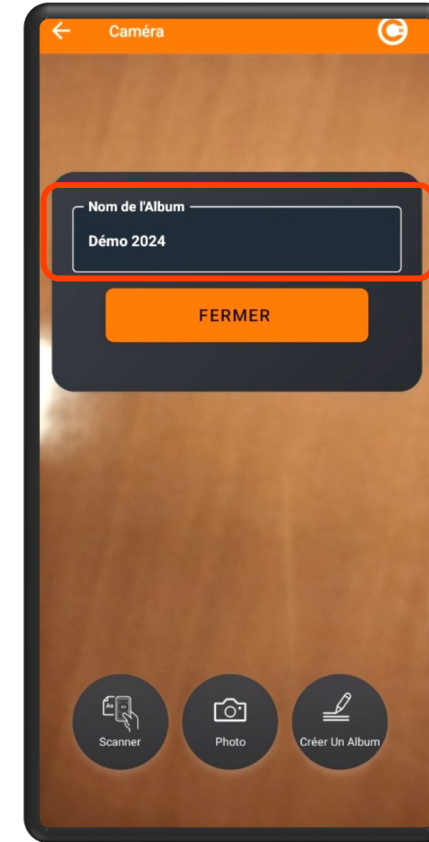 Caméra
Nom de l'Album
Démo 2024
FERMER
Scanner
Photo
Créer Un Album